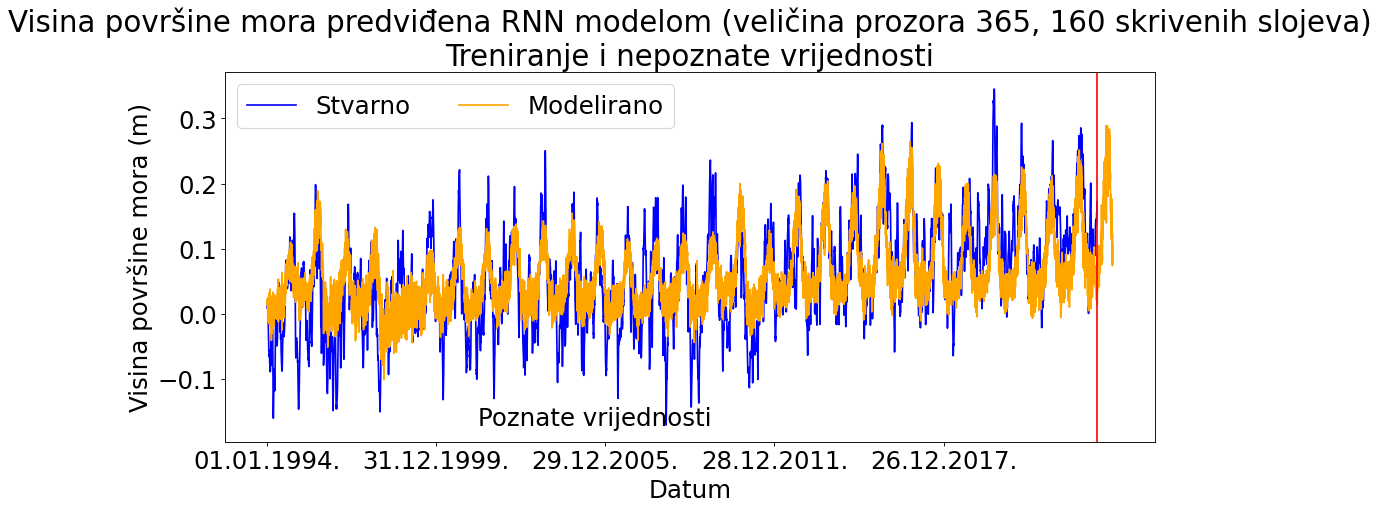 Visina površine mora predviđena RNN modelom (veličina prozora 365, 160 skrivenih slojeva)
Treniranje i nepoznate vrijednosti
Stvarno Modelirano
Visina površine mora (m)
0.3
0.2
0.1
0.0
−0.1
Poznate vrijednosti
01.01.1994. 31.12.1999. 29.12.2005. 28.12.2011. 26.12.2017.
Datum